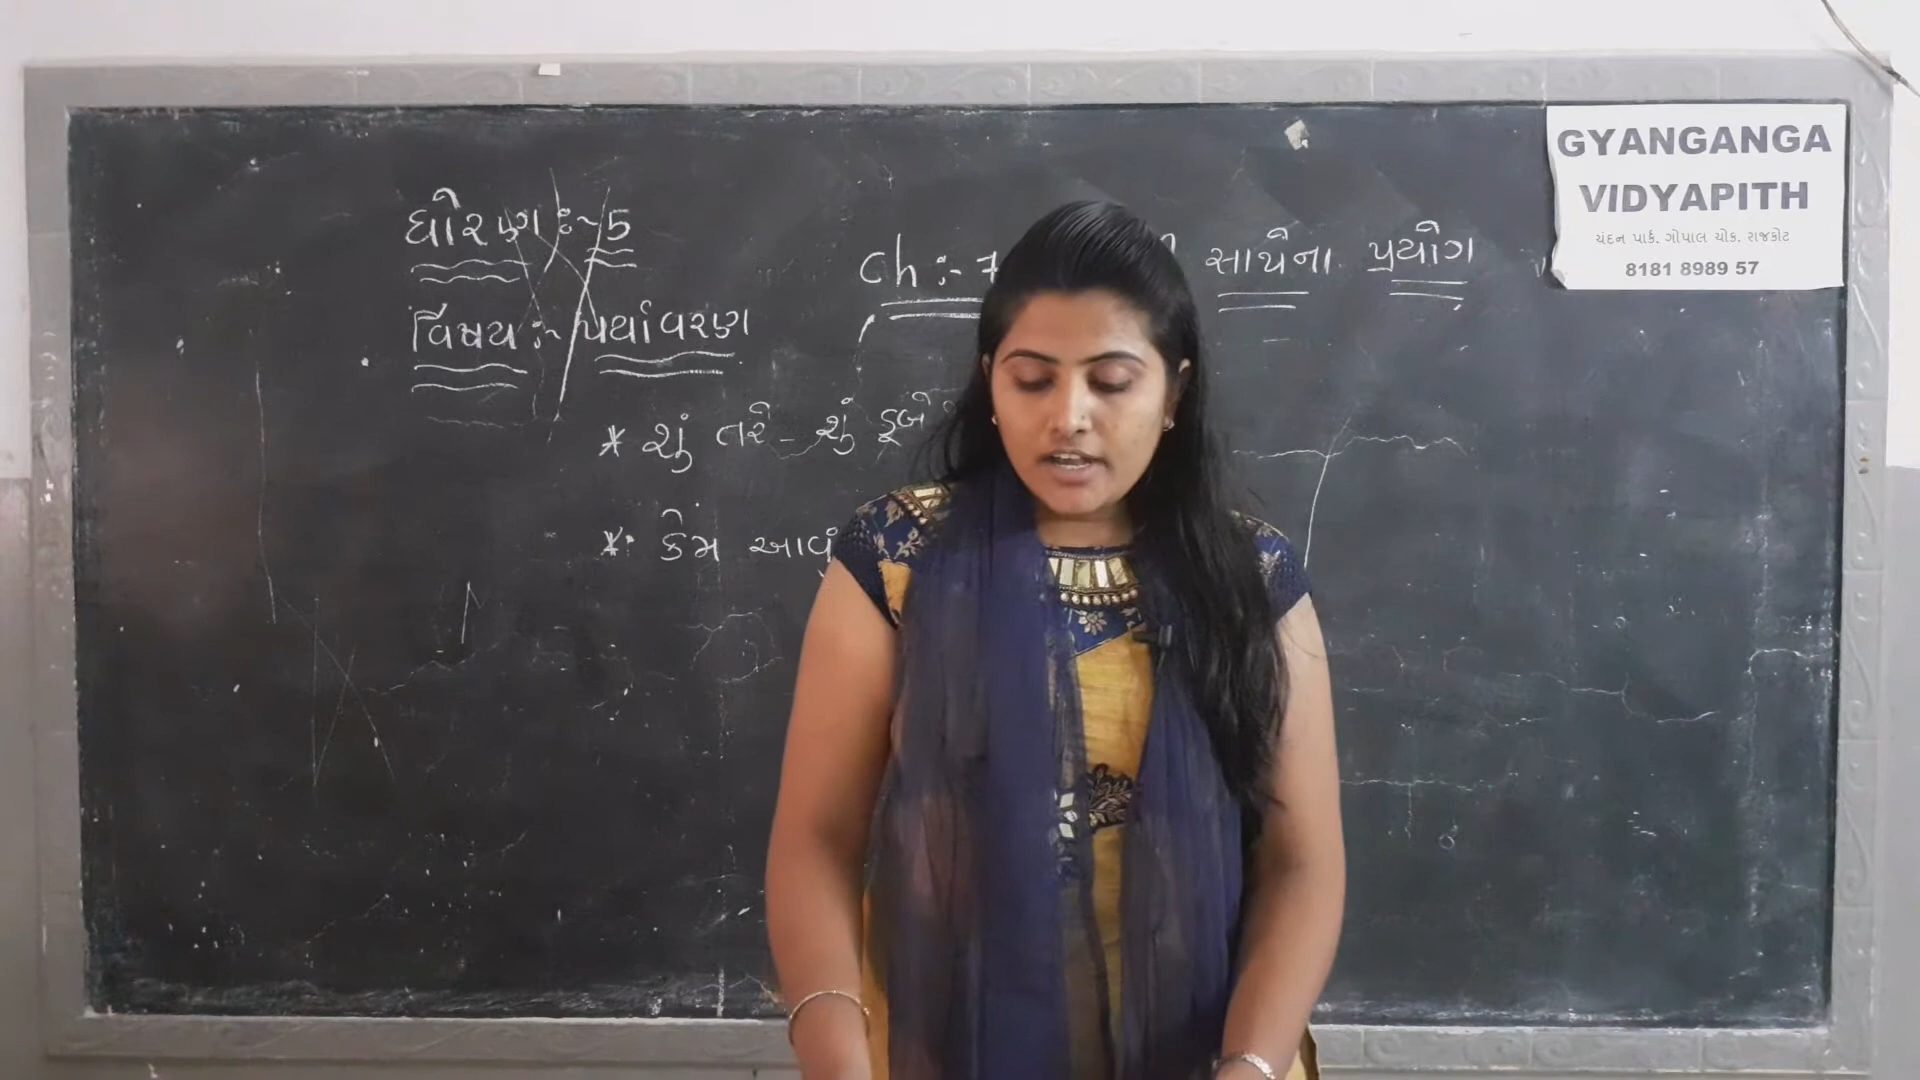 ધોરણ :- 5
વિષય :- પર્યાવરણ
Ch :- 7 સાથેના પ્રયોગ
* શું તરે - શું ડૂબે
* કેમ આવું
GYANGANGA
VIDYAPITH
ચંદન પાર્ક, ગોપાલ ચોક, રાજકોટ
8181 8989 57